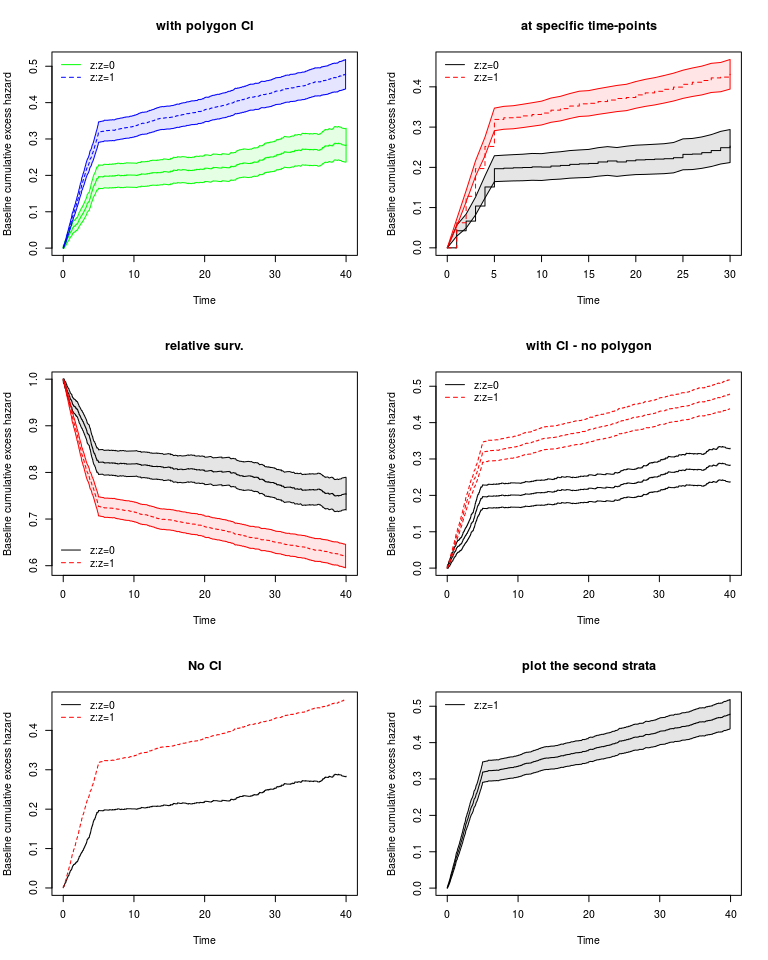 with polygon CI
z:z=0
z:z=1
Baseline cumulative excess hazard
0.0 0.1 0.2 0.3 0.4 0.5
0 10 20 30 40
Time
at specific time-points
z:z=0
z:z=1
Baseline cumulative excess hazard
0.0 0.1 0.2 0.3 0.4
0 5 10 15 20 25 30
Time
relative surv.
z:z=0
z:z=1
Baseline cumulative excess hazard
0.6 0.7 0.8 0.9 1.0
0 10 20 30 40
Time
with CI - no polygon
z:z=0
z:z=1
Baseline cumulative excess hazard
0.0 0.1 0.2 0.3 0.4 0.5
0 10 20 30 40
Time
No CI
z:z=0
z:z=1
Baseline cumulative excess hazard
0.0 0.1 0.2 0.3 0.4
0 10 20 30 40
Time
plot the second strata
z:z=1
Baseline cumulative excess hazard
0.0 0.1 0.2 0.3 0.4 0.5
0 10 20 30 40
Time